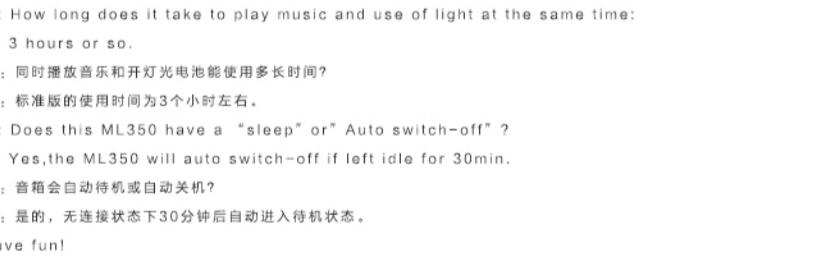 : How long does it take to play music and use of light at the same time:
3 hours or so.
: 同时播放音乐和开灯光电池能使用多长时间?
: 标准版的使用时间为3个小时左右。
: Does this ML350 have a “sleep” or” Auto switch-off” ?
Yes,the ML350 will auto switch-off if left idle for 30min.
: 音箱会自动待机或自动关机?
: 是的，无连接状态下30分钟后自动进入待机状态。
ve fun!